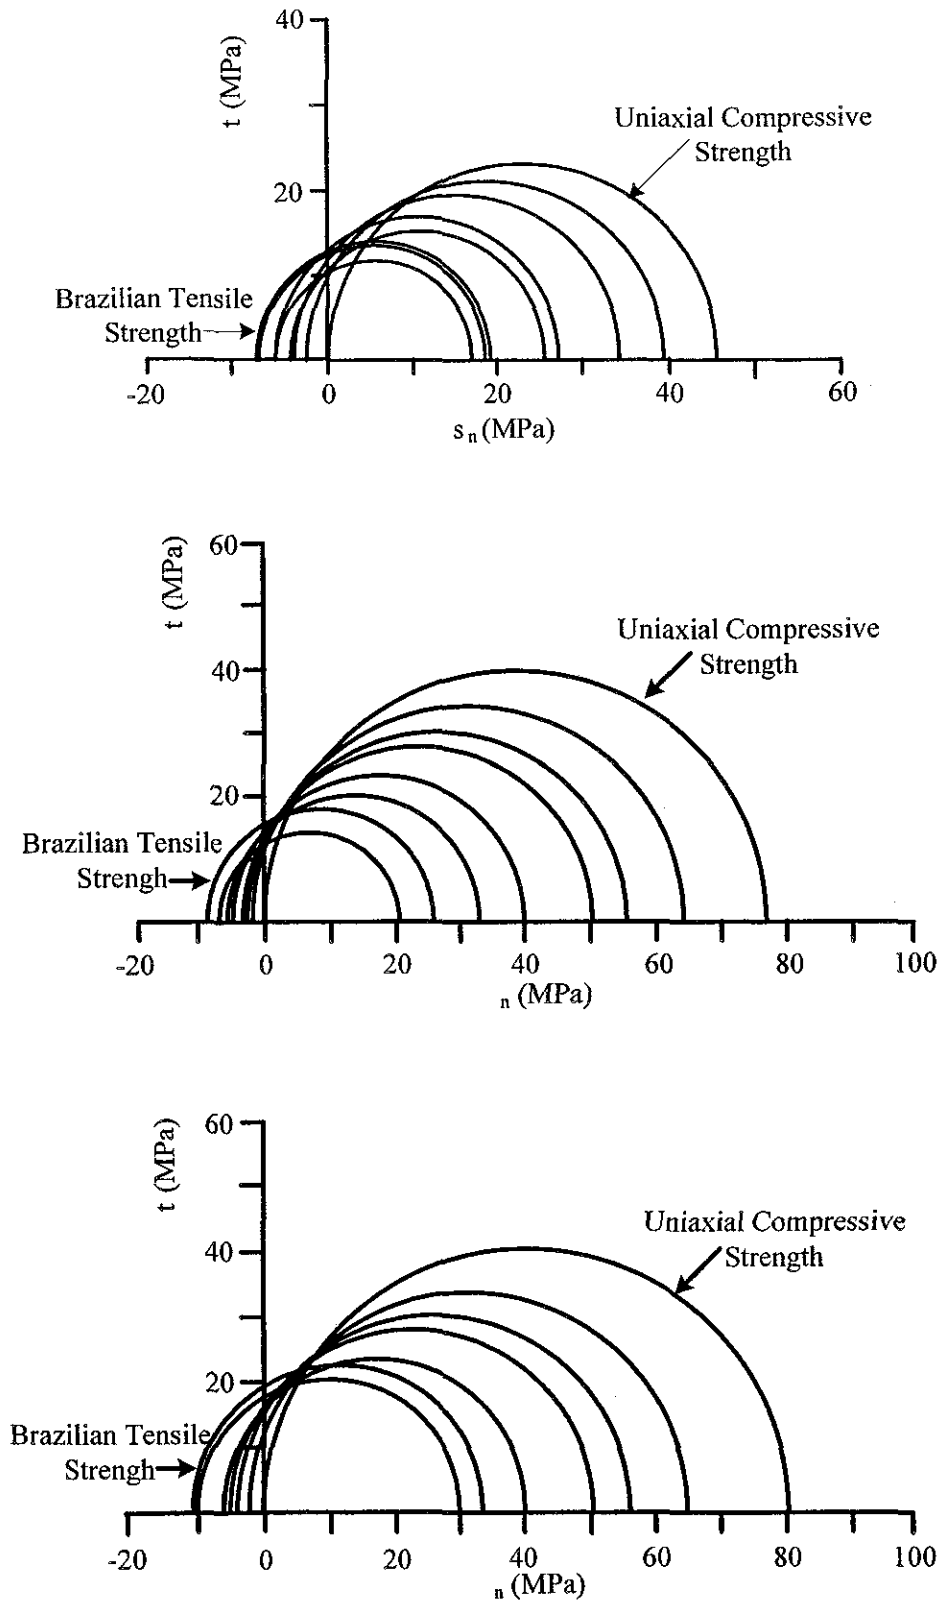 40
t (MPa)
Uniaxial Compressive
Strength
20
Brazilian Tensile
Strength
-20
0
20
40
60
s n (MPa)
60
t (MPa)
Uniaxial Compressive
Strength
40
20
Brazilian Tensile
Strengh
-20
0
20
40
60
80
100
n (MPa)
60
t (MPa)
Uniaxial Compressive
Strength
40
20
Brazilian Tensile
Strengh
-20
0
20
40
60
80
100
n (MPa)